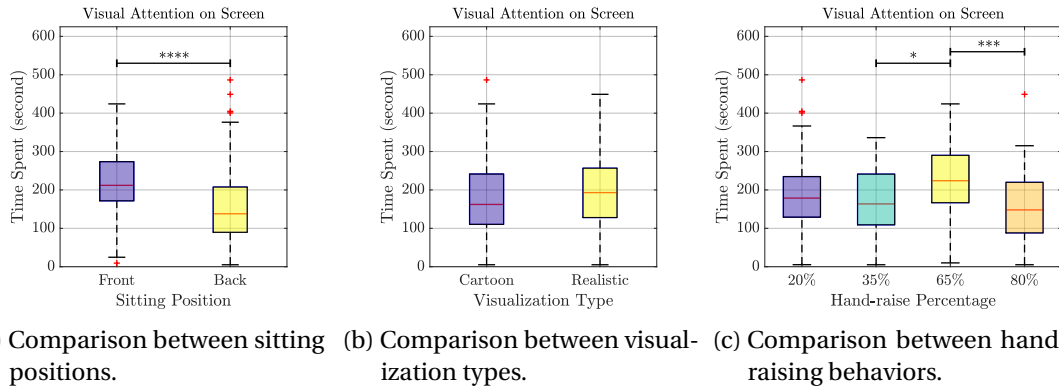 Visual Attention on Screen
600
500
400
300
200
100
0
Time Spent (second)
****
Front Back
Sitting Position
) Comparison between sitting
positions.
Visual Attention on Screen
600
500
400
300
200
100
0
Time Spent (second)
Cartoon Realistic
Visualization Type
(b) Comparison between visual-
ization types.
Visual Attention on Screen
600
500
400
300
200
100
0
Time Spent (second)
* ***
20% 35% 65% 80%
Hand-raise Percentage
(c) Comparison between hand
raising behaviors.